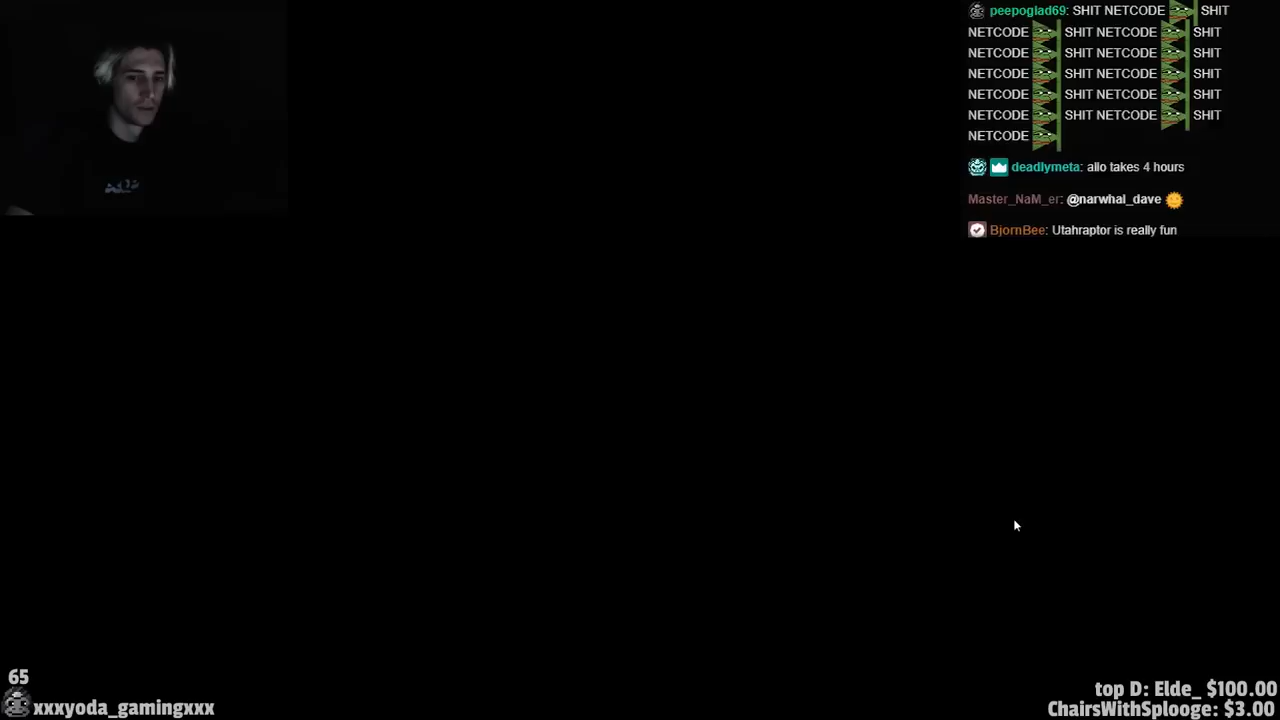 peepoglad69: SHIT NETCODE SHIT
NETCODE SHIT NETCODE SHIT
NETCODE SHIT NETCODE SHIT
NETCODE SHIT NETCODE SHIT
NETCODE SHIT NETCODE SHIT
NETCODE SHIT NETCODE SHIT
NETCODE
deadlymeta: allo takes 4 hours
Master_NaM_er: @narwhal_dave
BjornBee: Utahraptor is really fun
65
xxxyoda_gamingxxx
top D: Elde_ $100.00
ChairsWithSplooge: $3.00